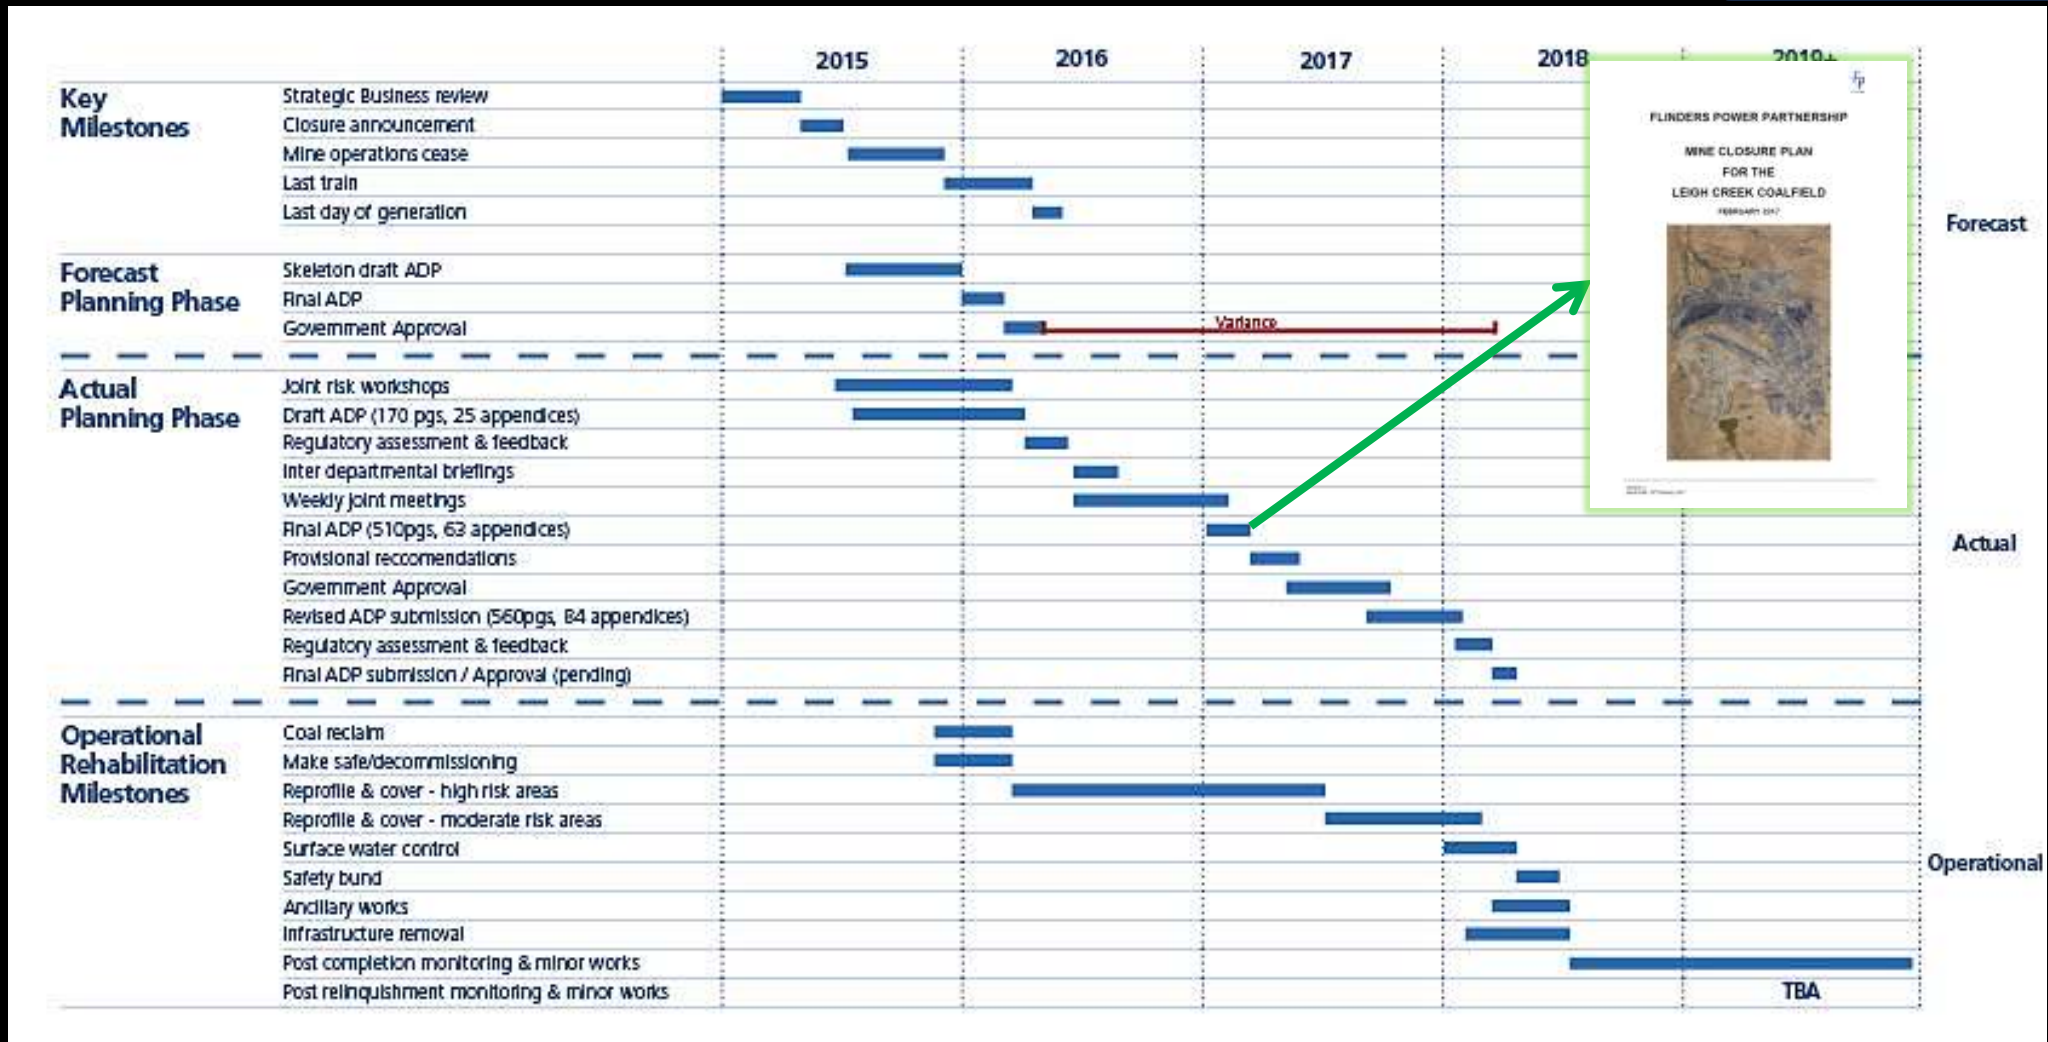 2015 2016 2017 2018 2019+
Key
Milestones
Strategic Business review
Closure announcement
Mine operations cease
Last train
Last day of generation
Forecast
Planning Phase
Skeleton draft ADP
Final ADP
Government Approval
Variance
Forecast
Actual
Planning Phase
Joint risk workshops
Draft ADP (170 pgs, 25 appendices)
Regulatory assessment & feedback
Inter departmental briefings
Weekly joint meetings
Final ADP (510pgs, 63 appendices)
Provisional reccomendations
Government Approval
Revised ADP submission (560pgs, 84 appendices)
Regulatory assessment & feedback
Final ADP submission / Approval (pending)
Actual
Operational
Rehabilitation
Milestones
Coal reclaim
Make safe/decommissioning
Reprofile & cover - high risk areas
Reprofile & cover - moderate risk areas
Surface water control
Safety bund
Ancillary works
Infrastructure removal
Post completion monitoring & minor works
Post relinquishment monitoring & minor works
TBA
Operational
FLINDERS POWER PARTNERSHIP
MINE CLOSURE PLAN
FOR THE
LEIGH CREEK COALFIELD
FEBRUARY 2017